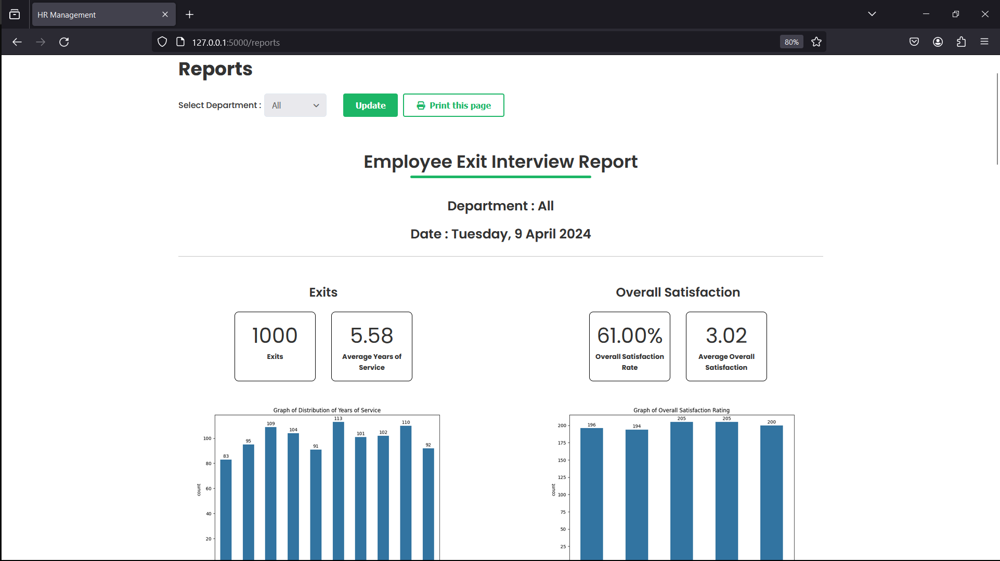 HR Management
127.0.0.1:5000/reports
80%
Reports
Select Department :
All
Update
Print this page
Employee Exit Interview Report
Department : All
Date : Tuesday, 9 April 2024
Exits
1000
Exits
5.58
Average Years of
Service
Overall Satisfaction
61.00%
Overall Satisfaction
Rate
3.02
Average Overall
Satisfaction
Graph of Distribution of Years of Service
83
95
109
104
91
113
101
102
110
92
100
80
60
40
20
count
Graph of Overall Satisfaction Rating
196
194
205
205
200
200
175
150
125
100
75
50
25
count